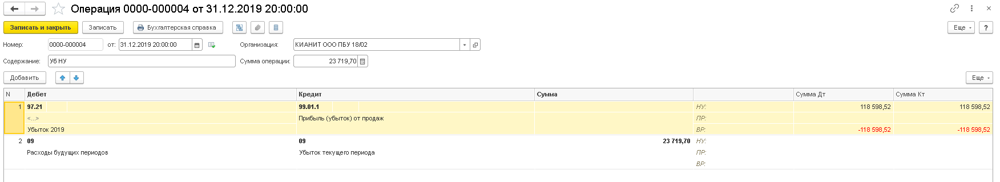 Операция 0000-000004 от 31.12.2019 20:00:00
Записать и закрыть Записать Бухгалтерская справка Еще - ?
Номер: 0000-000004 от: 31.12.2019 20:00:00 Организация: КИАНИТ ООО ПБУ 18/02
Содержание: Уб НУ Сумма операции: 23 719,70
Добавить Еще -
N Дебет Кредит Сумма Сумма Дт Сумма Кт
1 97.21 99.01.1 НУ: 118 598,52 118 598,52
<...> Прибыль (убыток) от продаж ПР:
Убыток 2019 ВР: -118 598,52 -118 598,52
2 09 09 23 719,70 НУ:
Расходы будущих периодов Убыток текущего периода ПР:
ВР: